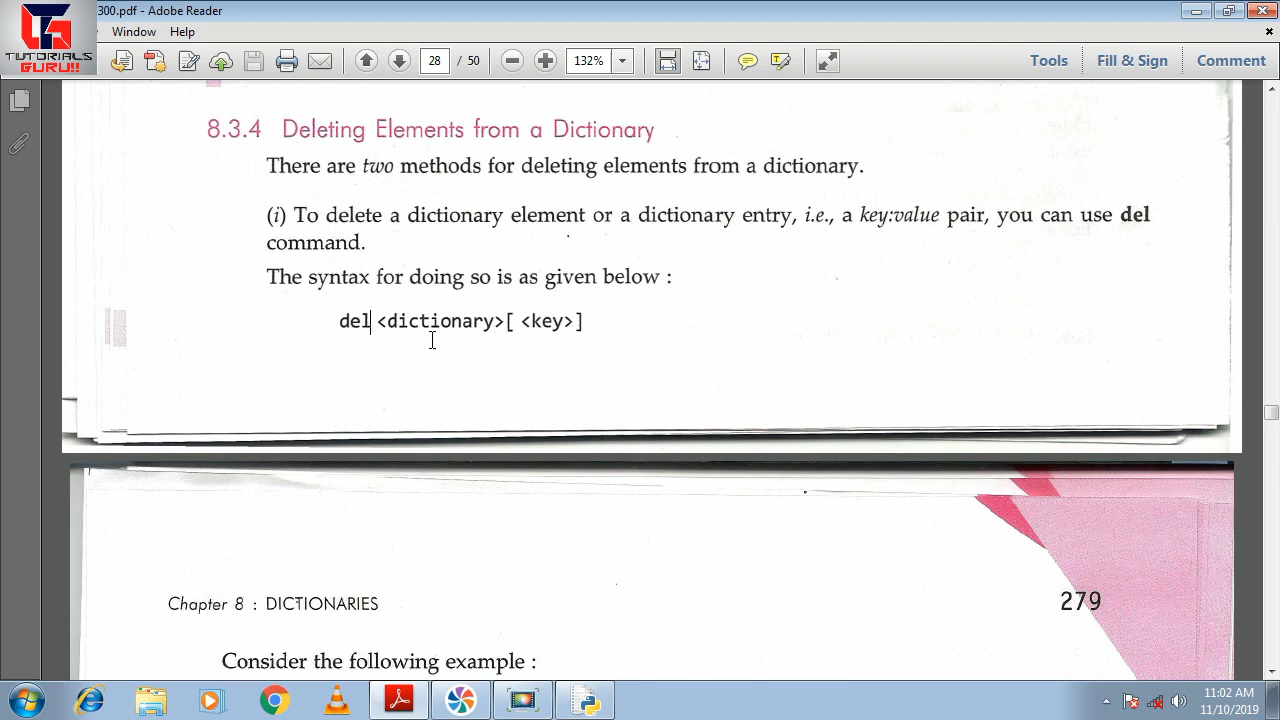 300.pdf - Adobe Reader
Window Help
TUTORIALS
GURU!!
28 / 50 132% Tools Fill & Sign Comment
8.3.4 Deleting Elements from a Dictionary
There are two methods for deleting elements from a dictionary.
(i) To delete a dictionary element or a dictionary entry, i.e., a key:value pair, you can use del
command.
The syntax for doing so is as given below :
del <dictionary>[ <key>]
Chapter 8 : DICTIONARIES 279
Consider the following example :
11:02 AM
11/10/2019